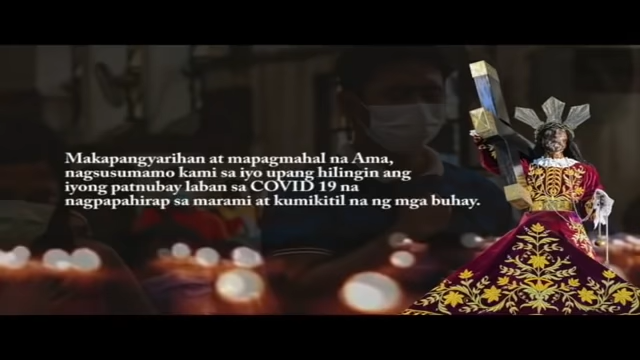 Makapangyarihan at mapagmahal na Ama,
nagsusumamo kami sa iyo upang hilingin ang
iyong patnubay laban sa COVID 19 na
nagpapahirap sa marami at kumikitil na ng mga buhay.